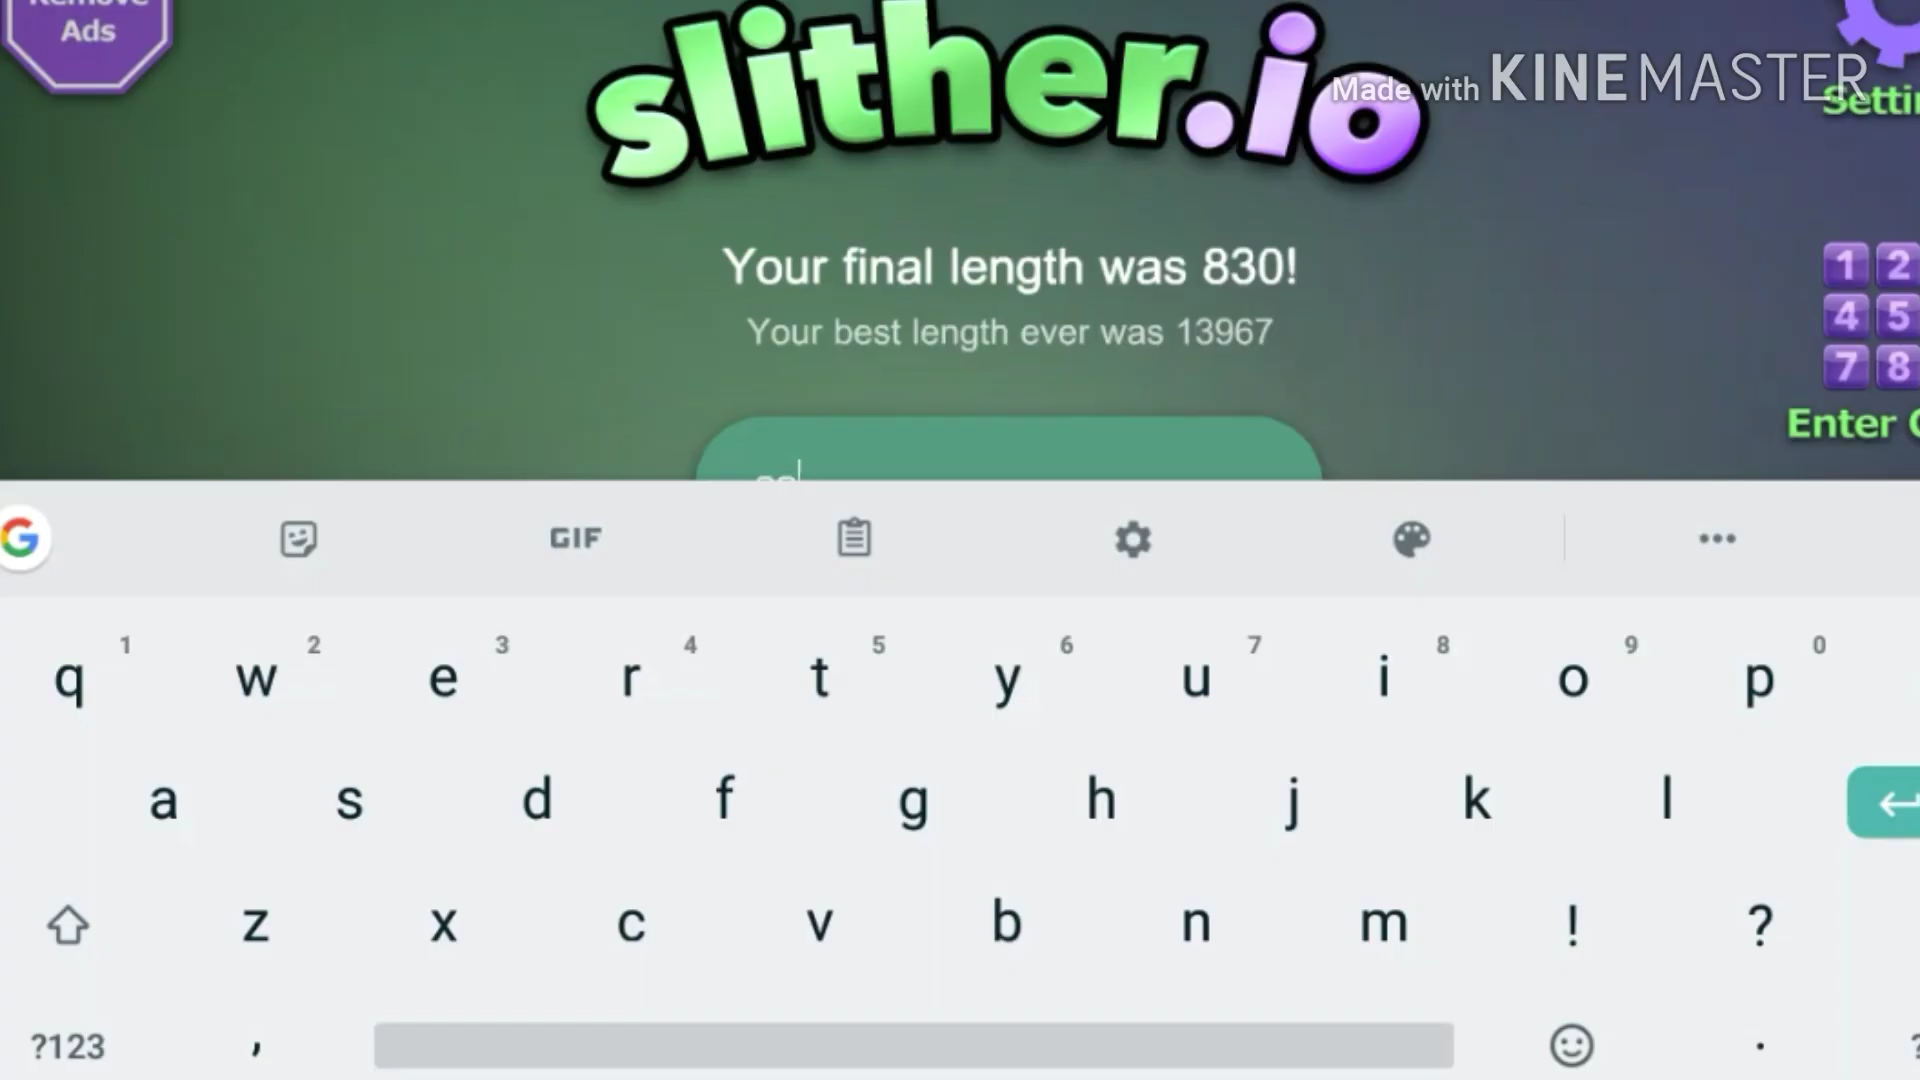 Remove
Ads
slither.io
Made with KINEMASTER
Your final length was 830!
Your best length ever was 13967
1 2
4 5
7 8
Enter
G
GIF
1 2 3 4 5 6 7 8 9 0
q w e r t y u i o p
a s d f g h j k l
z x c v b n m ! ?
?123 , .